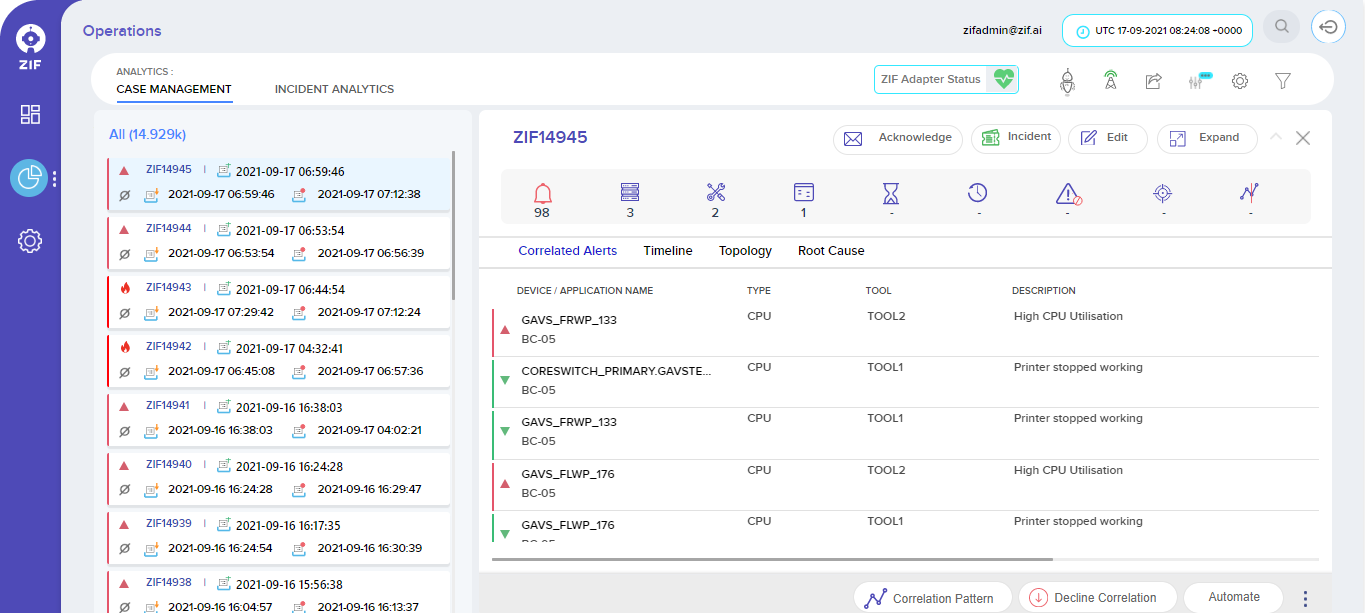 Operations
zifadmin@zif.ai
UTC 17-09-2021 08:24:08 +0000
ZIF
ANALYTICS :
CASE MANAGEMENT
INCIDENT ANALYTICS
ZIF Adapter Status
All (14.929k)
ZIF14945 | 2021-09-17 06:59:46
2021-09-17 06:59:46 2021-09-17 07:12:38
ZIF14944 | 2021-09-17 06:53:54
2021-09-17 06:53:54 2021-09-17 06:56:39
ZIF14943 | 2021-09-17 06:44:54
2021-09-17 07:29:42 2021-09-17 07:12:24
ZIF14942 | 2021-09-17 04:32:41
2021-09-17 06:45:08 2021-09-17 06:57:36
ZIF14941 | 2021-09-16 16:38:03
2021-09-16 16:38:03 2021-09-17 04:02:21
ZIF14940 | 2021-09-16 16:24:28
2021-09-16 16:24:28 2021-09-16 16:29:47
ZIF14939 | 2021-09-16 16:17:35
2021-09-16 16:24:54 2021-09-16 16:30:39
ZIF14938 | 2021-09-16 15:56:38
2021-09-16 16:04:57 2021-09-16 16:13:37
ZIF14945
Acknowledge
Incident
Edit
Expand
98 3 2 1 - - - - -
Correlated Alerts Timeline Topology Root Cause
DEVICE / APPLICATION NAME TYPE TOOL DESCRIPTION
GAVS_FRWP_133 CPU TOOL2 High CPU Utilisation
BC-05
CORESWITCH_PRIMARY.GAVSTE... CPU TOOL1 Printer stopped working
BC-05
GAVS_FRWP_133 CPU TOOL1 Printer stopped working
BC-05
GAVS_FLWP_176 CPU TOOL2 High CPU Utilisation
BC-05
GAVS_FLWP_176 CPU TOOL1 Printer stopped working
Correlation Pattern
Decline Correlation
Automate